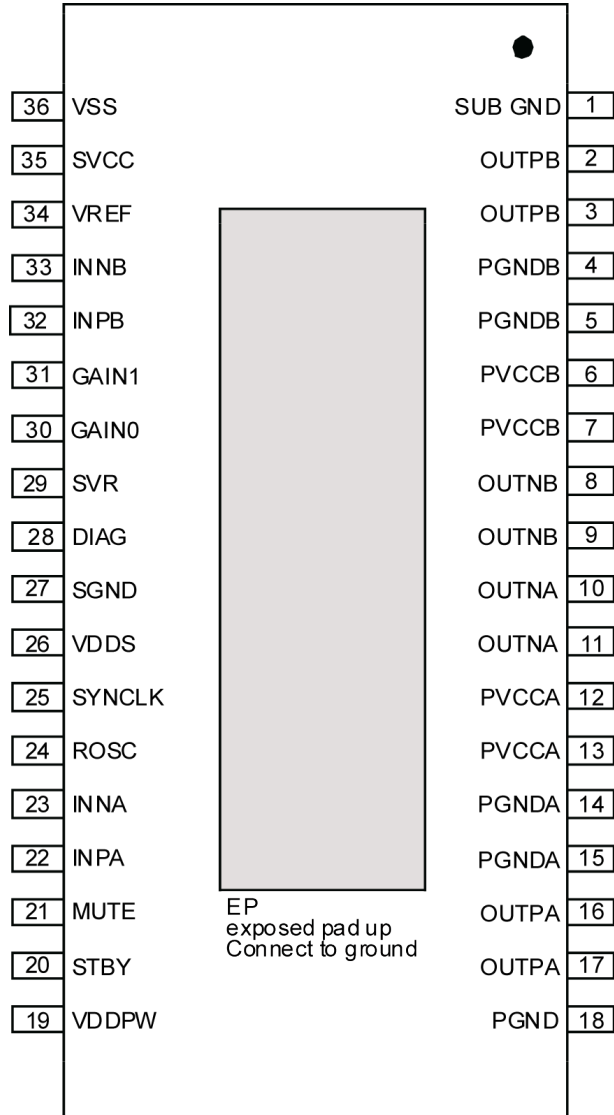 36 VSS SUB GND 1
35 SVCC OUTPB 2
34 VREF OUTPB 3
33 INNB PGNDB 4
32 INPB PGNDB 5
31 GAIN1 PVCCB 6
30 GAIN0 PVCCB 7
29 SVR OUTNB 8
28 DIAG OUTNB 9
27 SGND OUTNA 10
26 VDDS OUTNA 11
25 SYNCLK PVCCA 12
24 ROSC PVCCA 13
23 INNA PGNDA 14
22 INPA PGNDA 15
21 MUTE OUTPA 16
20 STBY OUTPA 17
19 VDDPW PGND 18
EP
exposed pad up
Connect to ground